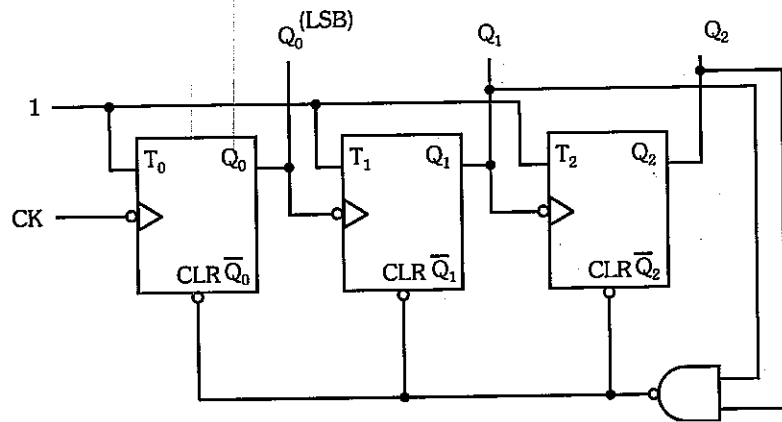 Q₀(LSB) Q₁ Q₂
1
T₀ Q₀ T₁ Q₁ T₂ Q₂
CK
CLR Q̅₀ CLR Q̅₁ CLR Q̅₂